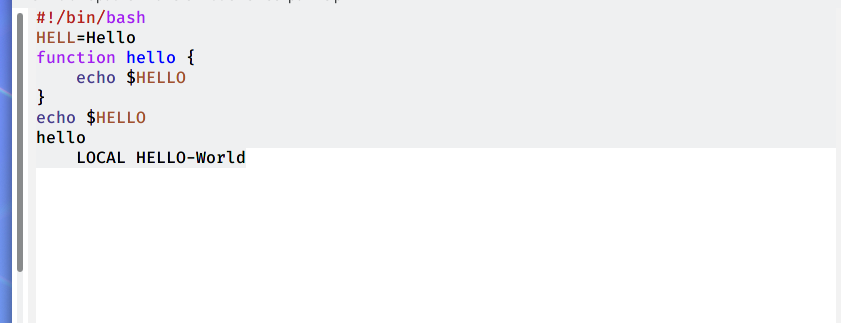 #!/bin/bash
HELL=Hello
function hello {
    echo $HELLO
}
echo $HELLO
hello
    LOCAL HELLO-World